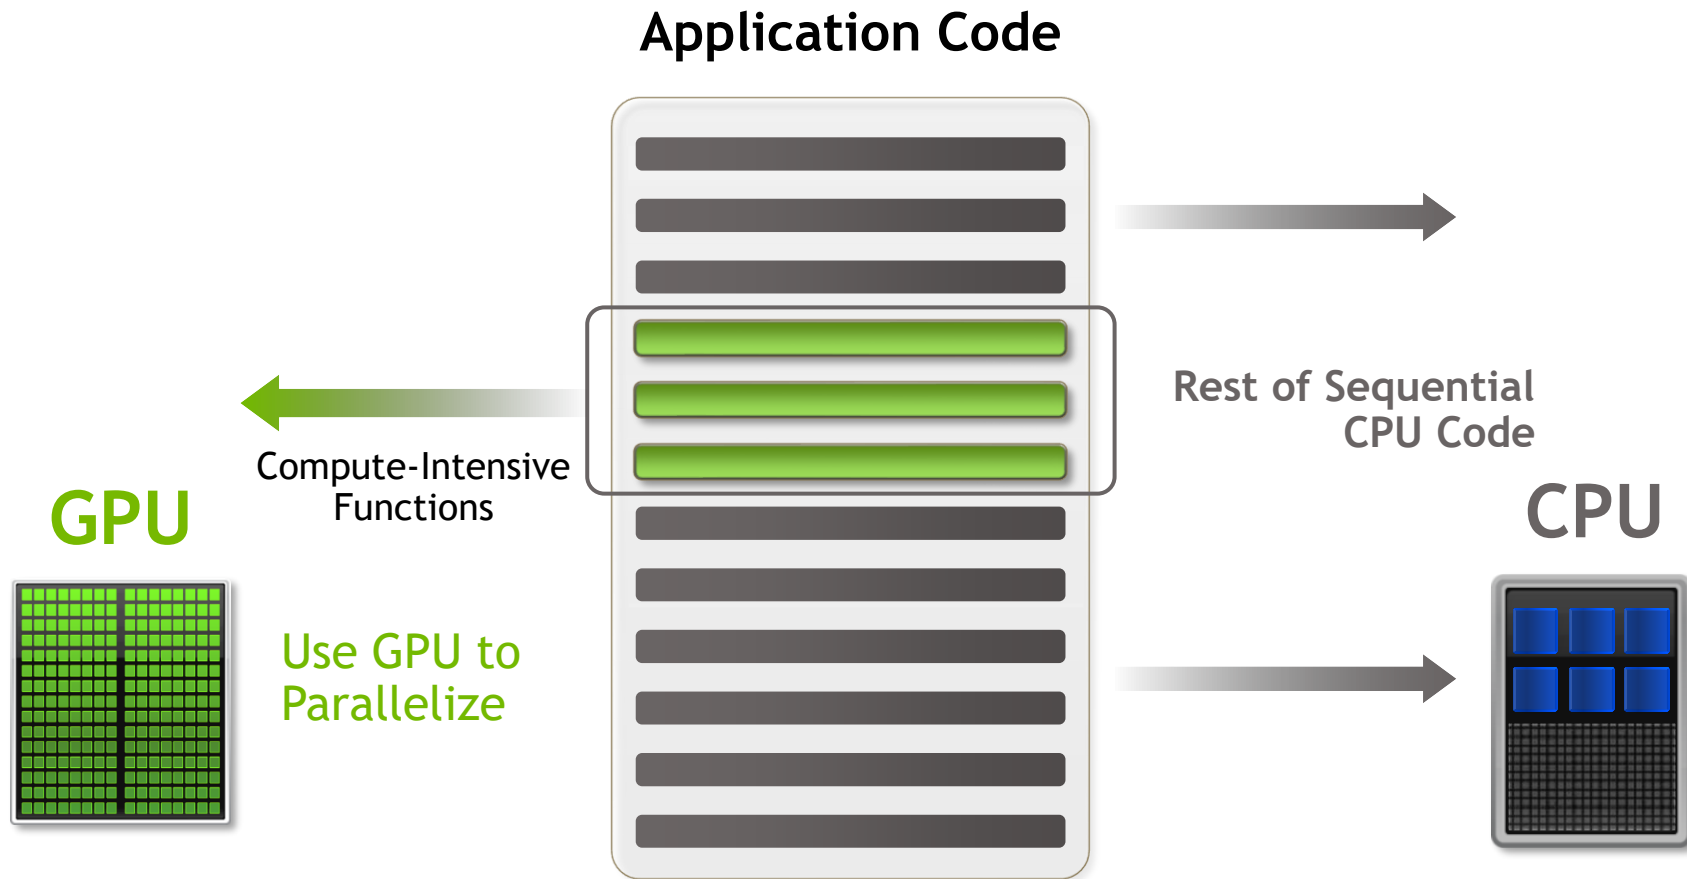 Application Code
Rest of Sequential
CPU Code
Compute-Intensive
Functions
GPU
CPU
Use GPU to
Parallelize